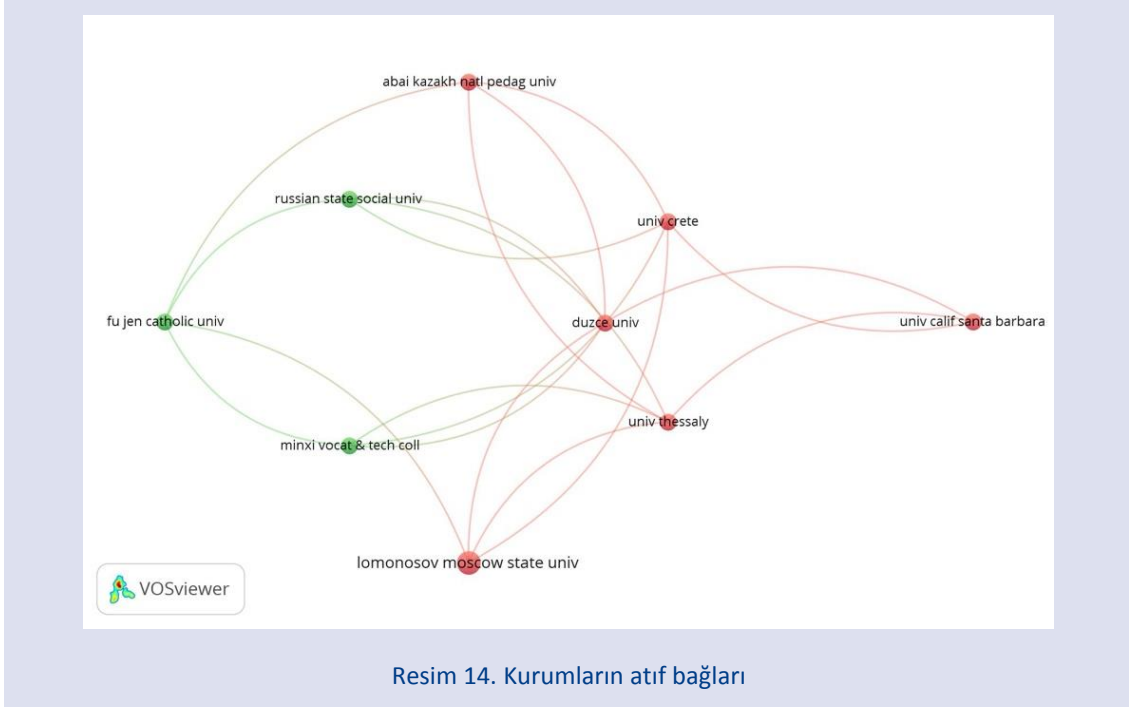 abai kazakh natl pedag univ
russian state social univ
univ crete
fu jen catholic univ
duzce univ
univ calif santa barbara
univ thessaly
minxi vocat & tech coll
lomonosov moscow state univ
VOSviewer
Resim 14. Kurumların atıf bağları